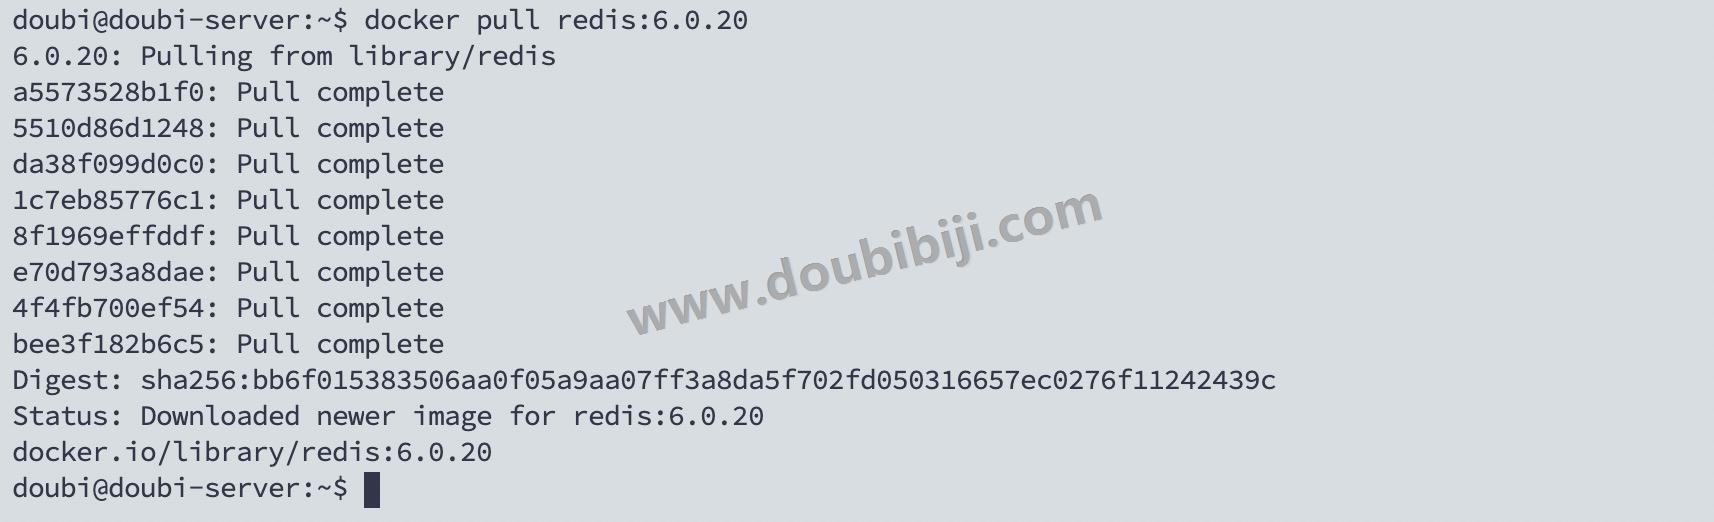 doubi@doubi-server:~$ docker pull redis:6.0.20
6.0.20: Pulling from library/redis
a5573528b1f0: Pull complete
5510d86d1248: Pull complete
da38f099d0c0: Pull complete
1c7eb85776c1: Pull complete
8f1969effddf: Pull complete
e70d793a8dae: Pull complete
4f4fb700ef54: Pull complete
bee3f182b6c5: Pull complete
Digest: sha256:bb6f015383506aa0f05a9aa07ff3a8da5f702fd050316657ec0276f11242439c
Status: Downloaded newer image for redis:6.0.20
docker.io/library/redis:6.0.20
doubi@doubi-server:~$
www.doubibiji.com